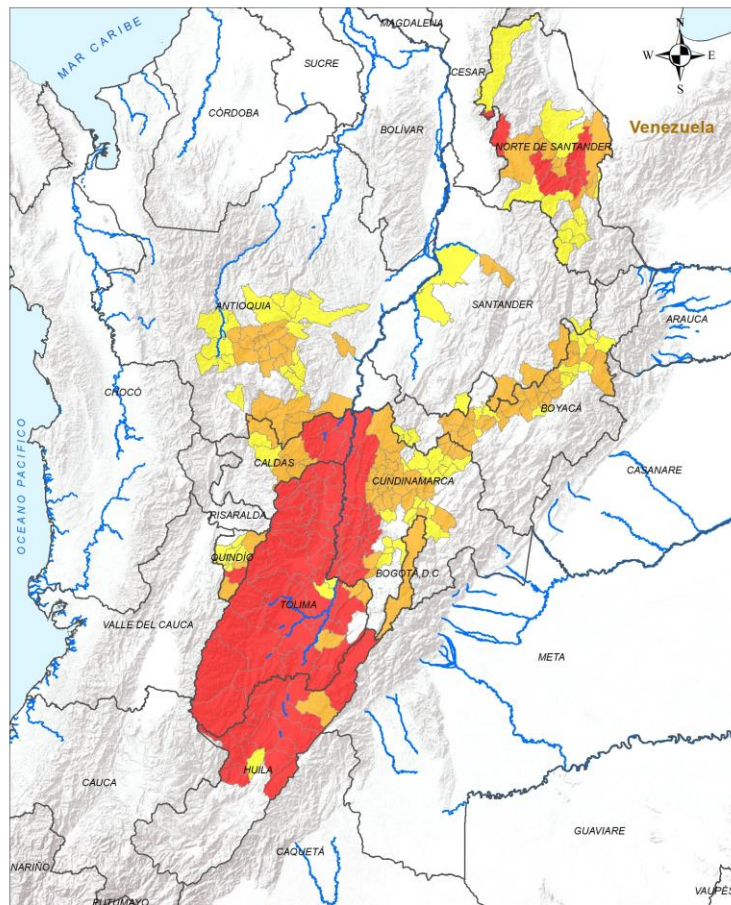 MAR CARIBE
MAGDALENA
N
W
E
S
SUCRE
CESAR
CÓRDOBA
BOLÍVAR
Venezuela
NORTE DE SANTANDER
ANTIOQUIA
SANTANDER
ARAUCA
CHOCÓ
BOYACÁ
OCEANO PACIFICO
CALDAS
CUNDINAMARCA
CASANARE
RISARALDA
QUINDÍO
BOGOTÁ, D.C
TOLIMA
VALLE DEL CAUCA
META
HUILA
CAUCA
GUAVIARE
CAQUETÁ
NARIÑO
PUTUMAYO
VAUPÉS